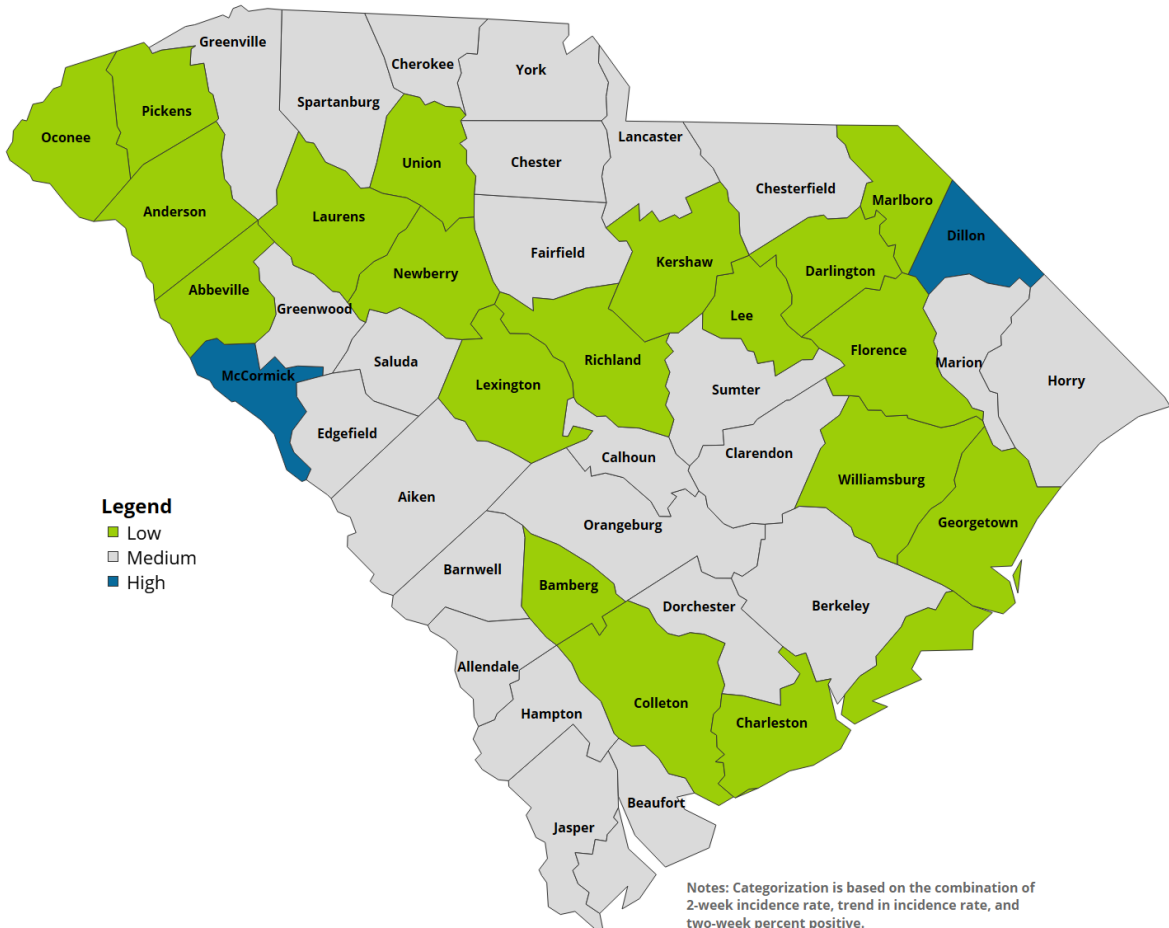 Greenville
Cherokee
York
Spartanburg
Pickens
Oconee
Lancaster
Union
Chester
Chesterfield
Marlboro
Anderson
Laurens
Dillon
Fairfield
Kershaw
Darlington
Newberry
Abbeville
Greenwood
Lee
Florence
Richland
Saluda
Marion
McCormick
Horry
Lexington
Sumter
Edgefield
Clarendon
Calhoun
Williamsburg
Aiken
Legend
Low
Medium
High
Orangeburg
Georgetown
Barnwell
Bamberg
Dorchester
Berkeley
Allendale
Colleton
Hampton
Charleston
Beaufort
Jasper
Notes: Categorization is based on the combination of
2-week incidence rate, trend in incidence rate, and
two-week percent positive.